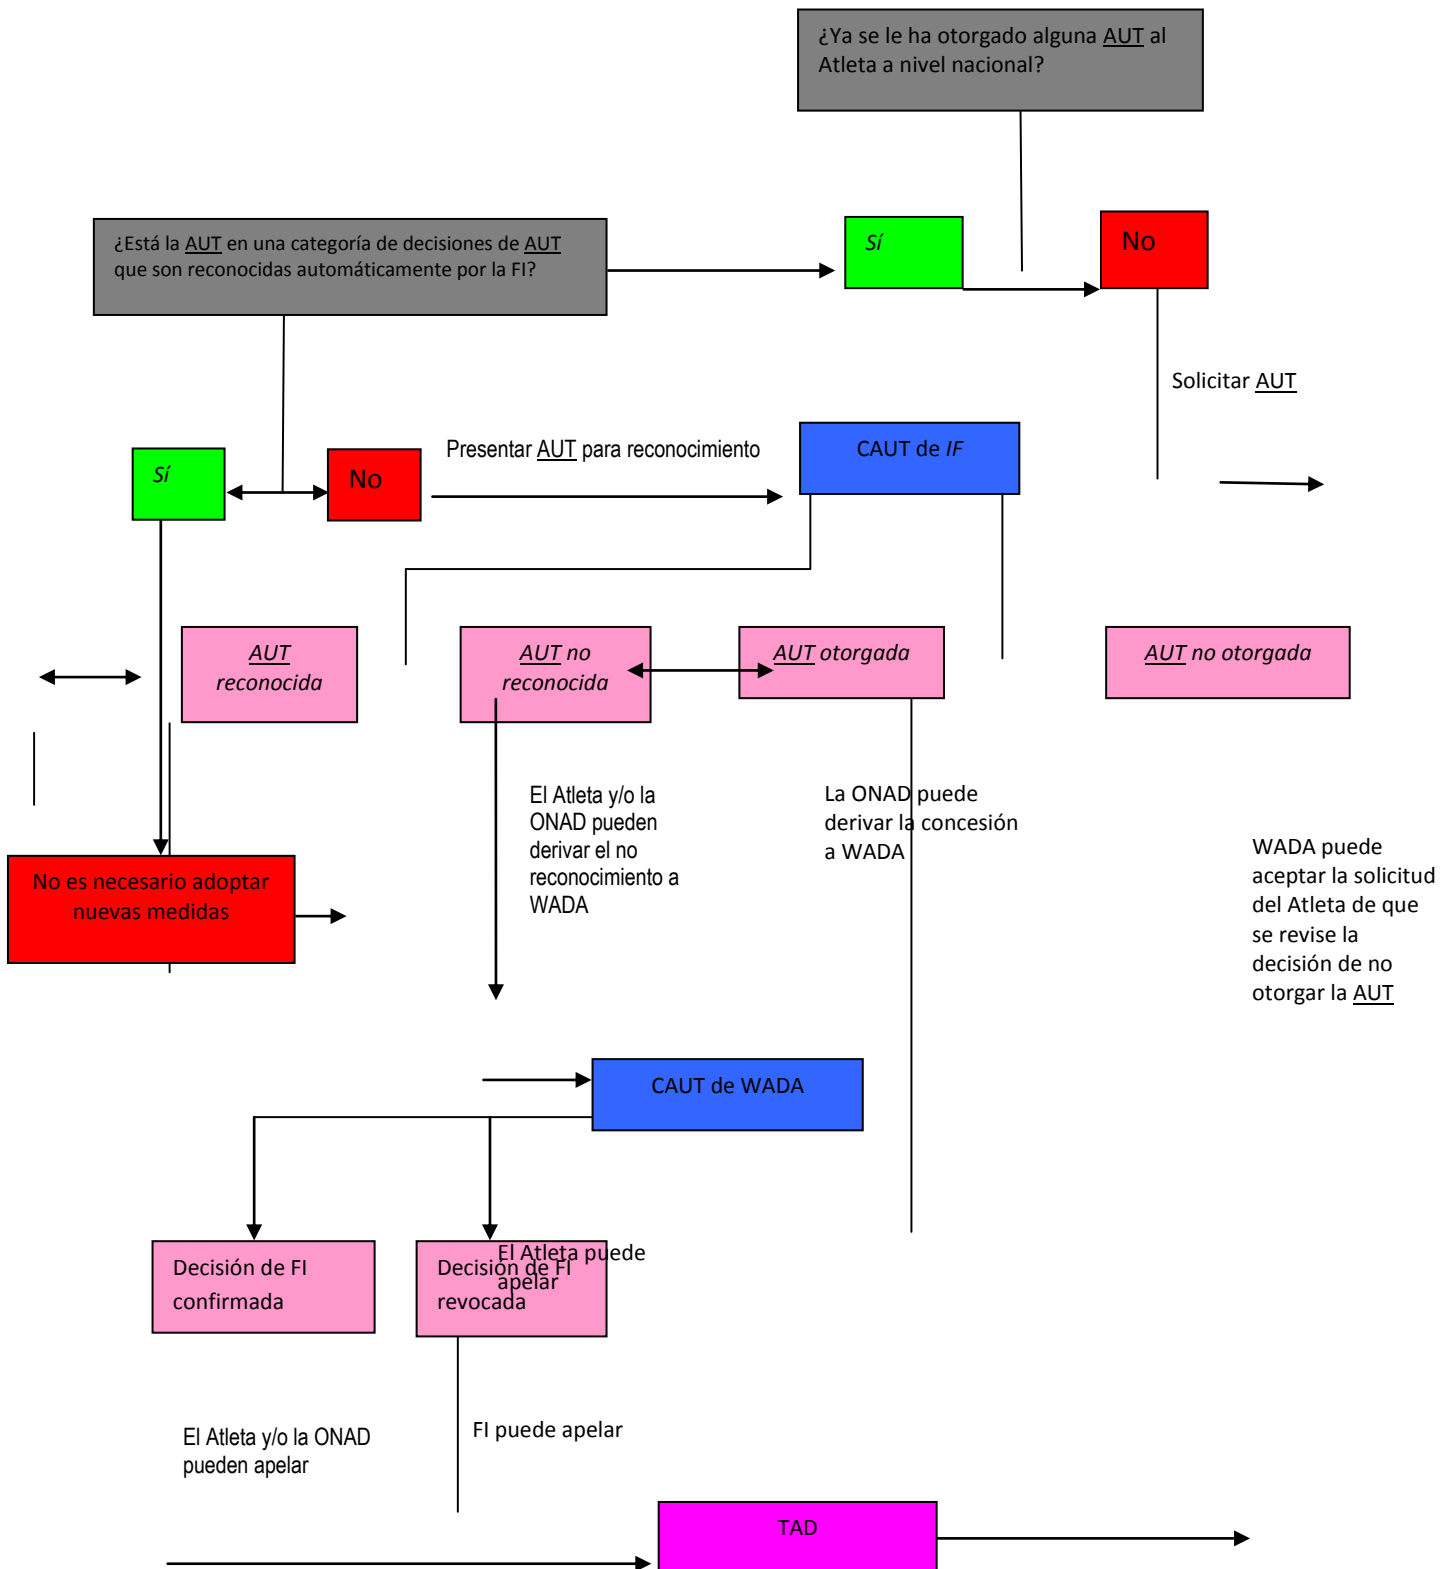 ¿Ya se le ha otorgado alguna AUT al
Atleta a nivel nacional?
¿Está la AUT en una categoría de decisiones de AUT
que son reconocidas automáticamente por la FI?
Sí
No
Solicitar AUT
Sí
No
Presentar AUT para reconocimiento
CAUT de IF
AUT
reconocida
AUT no
reconocida
AUT otorgada
AUT no otorgada
El Atleta y/o la
ONAD pueden
derivar el no
reconocimiento a
WADA
La ONAD puede
derivar la concesión
a WADA
WADA puede
aceptar la solicitud
del Atleta de que
se revise la
decisión de no
otorgar la AUT
No es necesario adoptar
nuevas medidas
CAUT de WADA
Decisión de FI
confirmada
Decisión de FI
revocada
El Atleta puede
apelar
El Atleta y/o la ONAD
pueden apelar
FI puede apelar
TAD